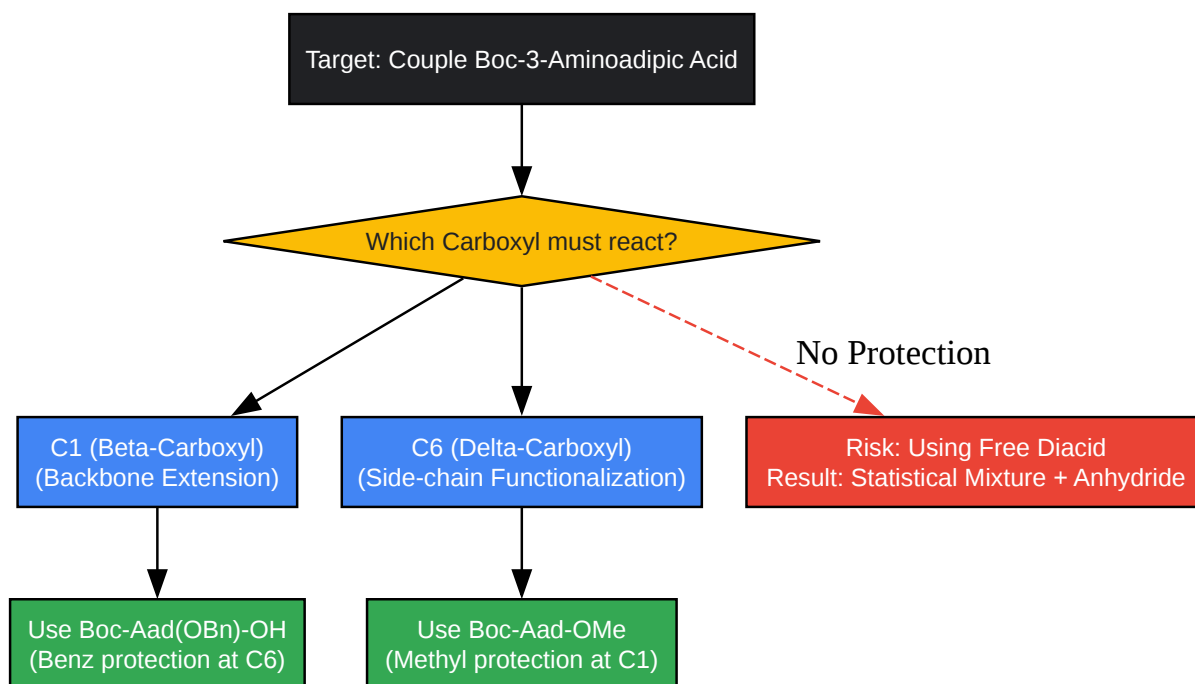 Target: Couple Boc-3-Aminoadipic Acid
Which Carboxyl must react?
No Protection
C1 (Beta-Carboxyl)
(Backbone Extension)
C6 (Delta-Carboxyl)
(Side-chain Functionalization)
Risk: Using Free Diacid
Result: Statistical Mixture + Anhydride
Use Boc-Aad(OBn)-OH
(Benz protection at C6)
Use Boc-Aad-OMe
(Methyl protection at C1)